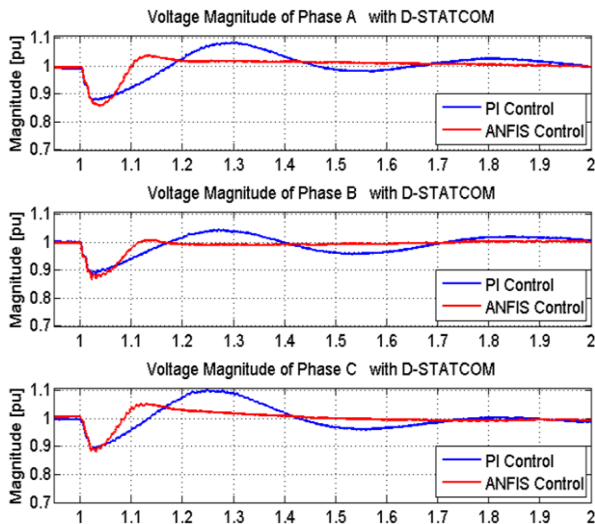 Voltage Magnitude of Phase A with D-STATCOM
Magnitude [pu]
1.1
1
0.9
0.8
0.7
PI Control
ANFIS Control
1 1.1 1.2 1.3 1.4 1.5 1.6 1.7 1.8 1.9 2
Voltage Magnitude of Phase B with D-STATCOM
Magnitude [pu]
1.1
1
0.9
0.8
0.7
PI Control
ANFIS Control
1 1.1 1.2 1.3 1.4 1.5 1.6 1.7 1.8 1.9 2
Voltage Magnitude of Phase C with D-STATCOM
Magnitude [pu]
1.1
1
0.9
0.8
0.7
PI Control
ANFIS Control
1 1.1 1.2 1.3 1.4 1.5 1.6 1.7 1.8 1.9 2